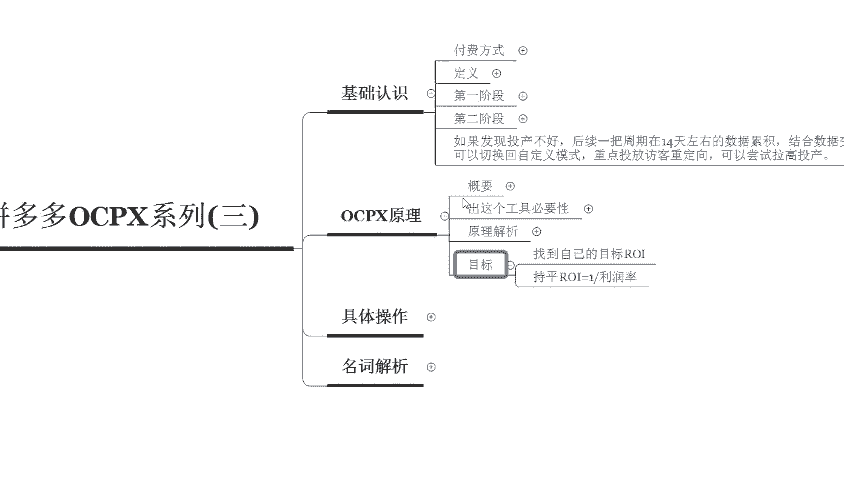 付费方式
定义
基础认识
第一阶段
第二阶段
如果发现投产不好，后续一把周期在14天左右的数据累积，结合数据
可以切换回自定义模式，重点投放访客重定向，可以尝试拉高投产。
概要
拼多多OCPX系列(三)
OCPX原理
出这个工具必要性
原理解析
目标
找到自己的目标ROI
持平ROI=1/利润率
具体操作
名词解析